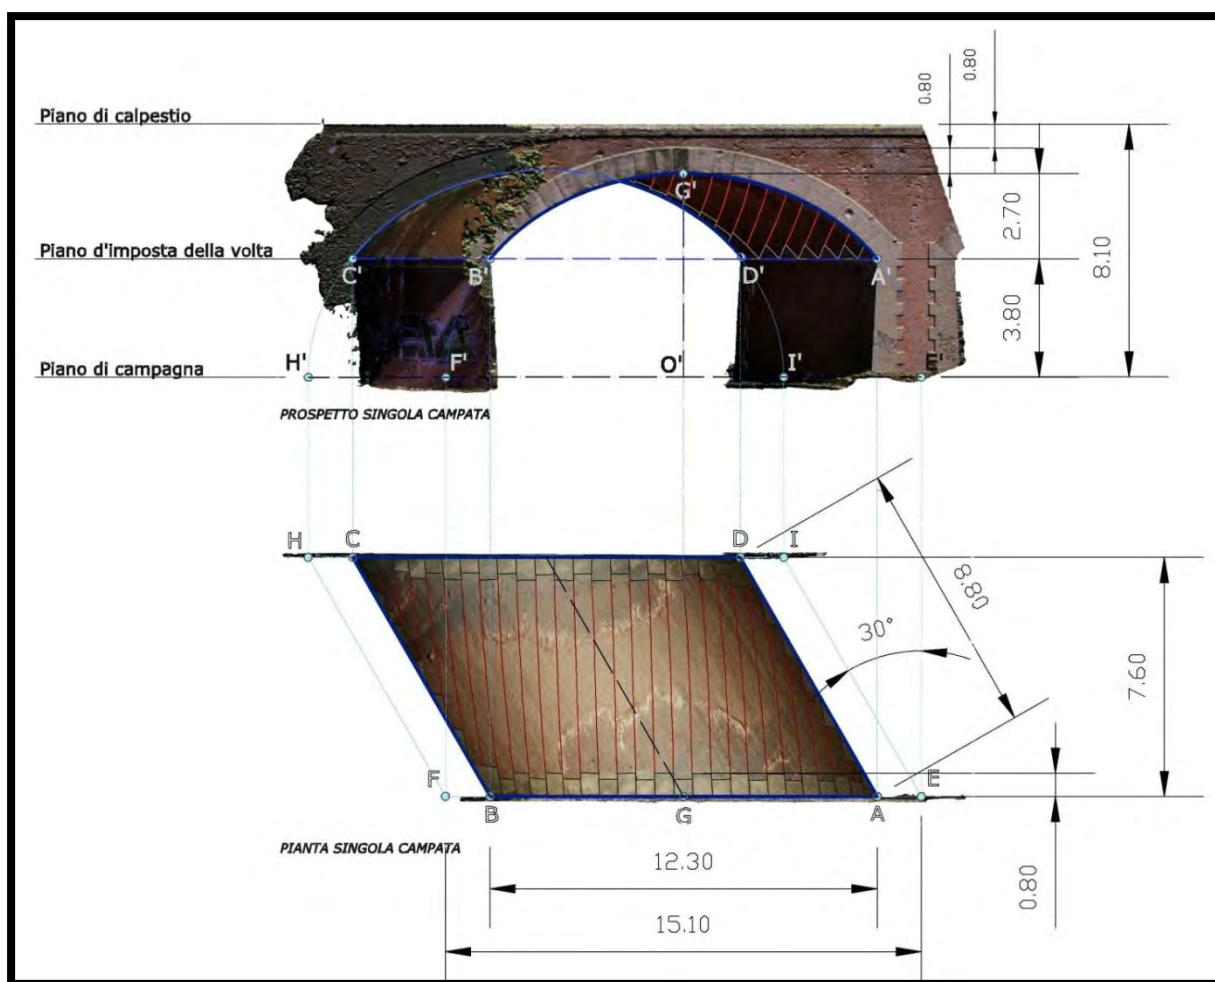 0.80
0.80
Piano di calpestio
2.70
8.10
G'
Piano d'imposta della volta
C'
B'
D'
A'
3.80
Piano di campagna
H'
F'
O'
I'
E'
PROSPETTO SINGOLA CAMPATA
H
C
D
I
8.80
30°
7.60
F
E
B
G
A
PIANTA SINGOLA CAMPATA
12.30
0.80
15.10